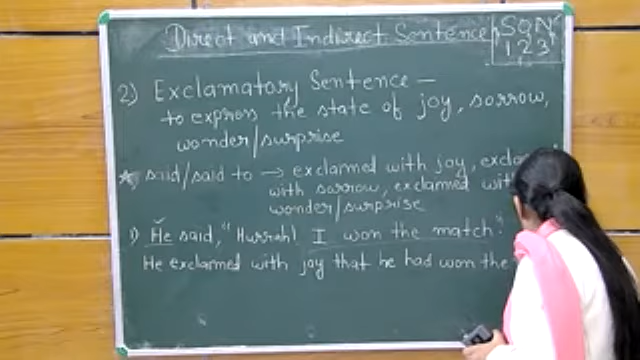 Direct and Indirect Sentence
SON
123
2) Exclamatory Sentence –
to express the state of joy, sorrow,
wonder/surprise
said/said to → exclaimed with joy,
with sorrow, exclaimed with
wonder/surprise
1) He said, "Hurrah! I won the match."
He exclaimed with joy that he had won the